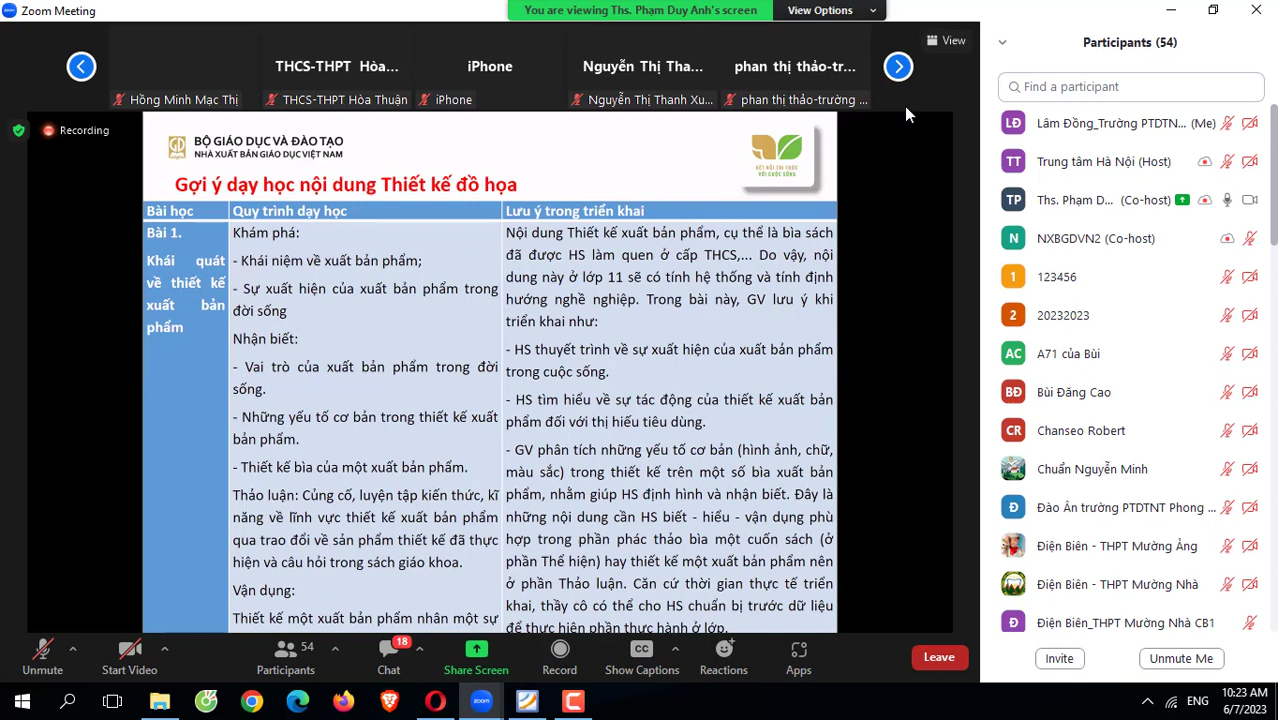 Zoom Meeting
You are viewing Ths. Phạm Duy Anh's screen
View Options
THCS-THPT Hòa...
iPhone
Nguyễn Thị Tha...
phan thị thảo-tr...
View
Hồng Minh Mạc Thị
THCS-THPT Hòa Thuận
iPhone
Nguyễn Thị Thanh Xu...
phan thị thảo-trường ...
Recording
BỘ GIÁO DỤC VÀ ĐÀO TẠO
NHÀ XUẤT BẢN GIÁO DỤC VIỆT NAM
KẾT NỐI TRI THỨC
VỚI CUỘC SỐNG
Gợi ý dạy học nội dung Thiết kế đồ họa
Bài học
Quy trình dạy học
Lưu ý trong triển khai
Bài 1.
Khái quát
về thiết kế
xuất bản
phẩm
Khám phá:
- Khái niệm về xuất bản phẩm;
- Sự xuất hiện của xuất bản phẩm trong
đời sống
Nhận biết:
- Vai trò của xuất bản phẩm trong đời
sống.
- Những yếu tố cơ bản trong thiết kế xuất
bản phẩm.
- Thiết kế bìa của một xuất bản phẩm.
Thảo luận: Củng cố, luyện tập kiến thức, kĩ
năng về lĩnh vực thiết kế xuất bản phẩm
qua trao đổi về sản phẩm thiết kế đã thực
hiện và câu hỏi trong sách giáo khoa.
Vận dụng:
Thiết kế một xuất bản phẩm nhân một sự
Nội dung Thiết kế xuất bản phẩm, cụ thể là bìa sách
đã được HS làm quen ở cấp THCS,... Do vậy, nội
dung này ở lớp 11 sẽ có tính hệ thống và tính định
hướng nghề nghiệp. Trong bài này, GV lưu ý khi
triển khai như:
- HS thuyết trình về sự xuất hiện của xuất bản phẩm
trong cuộc sống.
- HS tìm hiểu về sự tác động của thiết kế xuất bản
phẩm đối với thị hiếu tiêu dùng.
- GV phân tích những yếu tố cơ bản (hình ảnh, chữ,
màu sắc) trong thiết kế trên một số bìa xuất bản
phẩm, nhằm giúp HS định hình và nhận biết. Đây là
những nội dung cần HS biết - hiểu - vận dụng phù
hợp trong phần phác thảo bìa một cuốn sách (ở
phần Thể hiện) hay thiết kế một xuất bản phẩm nên
ở phần Thảo luận. Căn cứ thời gian thực tế triển
khai, thầy cô có thể cho HS chuẩn bị trước dữ liệu
để thực hiện phần thực hành ở lớp.
Participants (54)
Find a participant
LĐ Lâm Đồng_Trường PTDTN... (Me)
TT Trung tâm Hà Nội (Host)
TP Ths. Phạm D... (Co-host)
N NXBGDVN2 (Co-host)
1 123456
2 20232023
AC A71 của Bùi
BĐ Bùi Đăng Cao
CR Chanseo Robert
Chuẩn Nguyễn Minh
Đ Đào Ân trường PTDTNT Phong ...
Điện Biên - THPT Mường Ảng
Điện Biên - THPT Mường Nhà
Đ Điện Biên_THPT Mường Nhà CB1
Invite
Unmute Me
Unmute
Start Video
54
Participants
18
Chat
Share Screen
Record
CC
Show Captions
Reactions
Apps
Leave
ENG
10:23 AM
6/7/2023